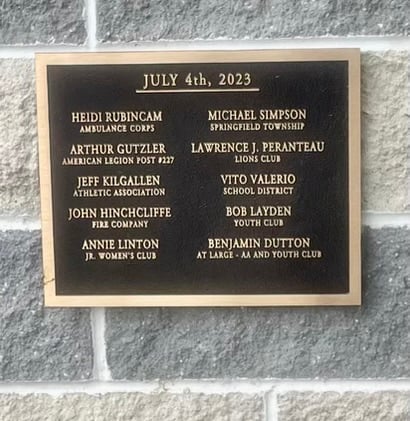 JULY 4th, 2023
HEIDI RUBINCAM
AMBULANCE CORPS
ARTHUR GUTZLER
AMERICAN LEGION POST #227
JEFF KILGALLEN
ATHLETIC ASSOCIATION
JOHN HINCHCLIFFE
FIRE COMPANY
ANNIE LINTON
JR. WOMEN'S CLUB
MICHAEL SIMPSON
SPRINGFIELD TOWNSHIP
LAWRENCE J. PERANTEAU
LIONS CLUB
VITO VALERIO
SCHOOL DISTRICT
BOB LAYDEN
YOUTH CLUB
BENJAMIN DUTTON
AT LARGE - AA AND YOUTH CLUB